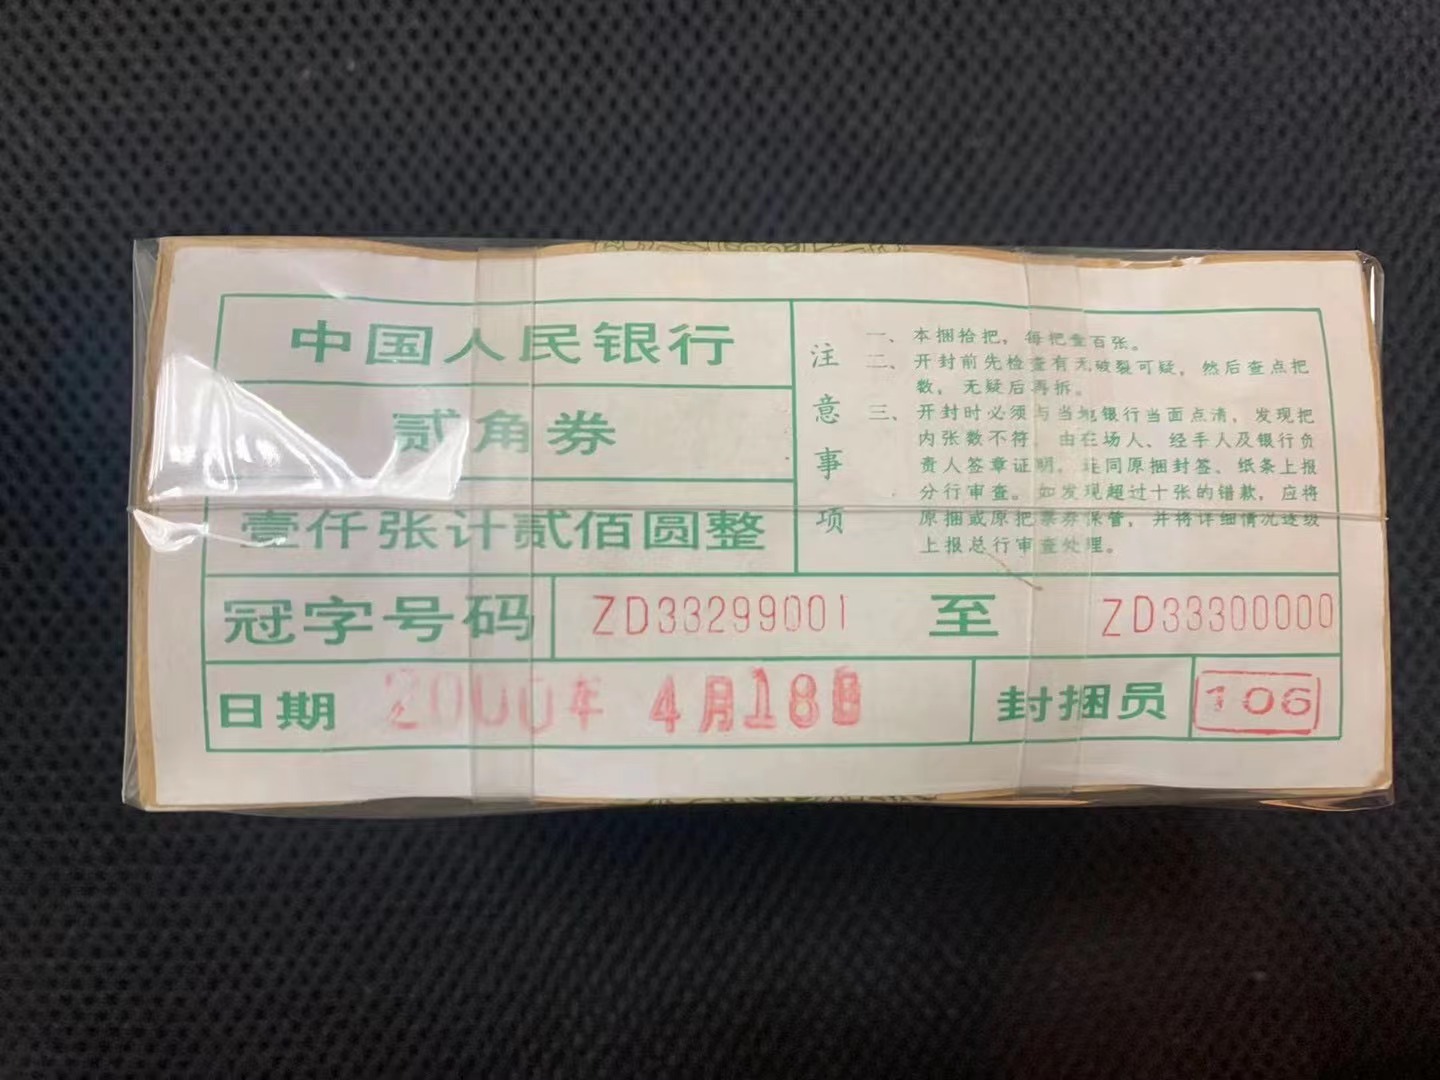 中国人民银行
贰角券
壹仟张计贰佰圆整
注意事项
一、本捆拾把，每把壹百张。
二、开封前先检查有无破裂可疑，然后查点把
数，无疑后再拆。
三、开封时必须与当地银行当面点清，发现把
内张数不符，由在场人、经手人及银行负
责人签章证明，连同原捆封签、纸条上报
分行审查。如发现超过十张的错款，应将
原捆或原把票券保管，并将详细情况逐级
上报总行审查处理。
冠字号码 ZD33299001 至 ZD33300000
日期 2000年 4月18日 封捆员 106